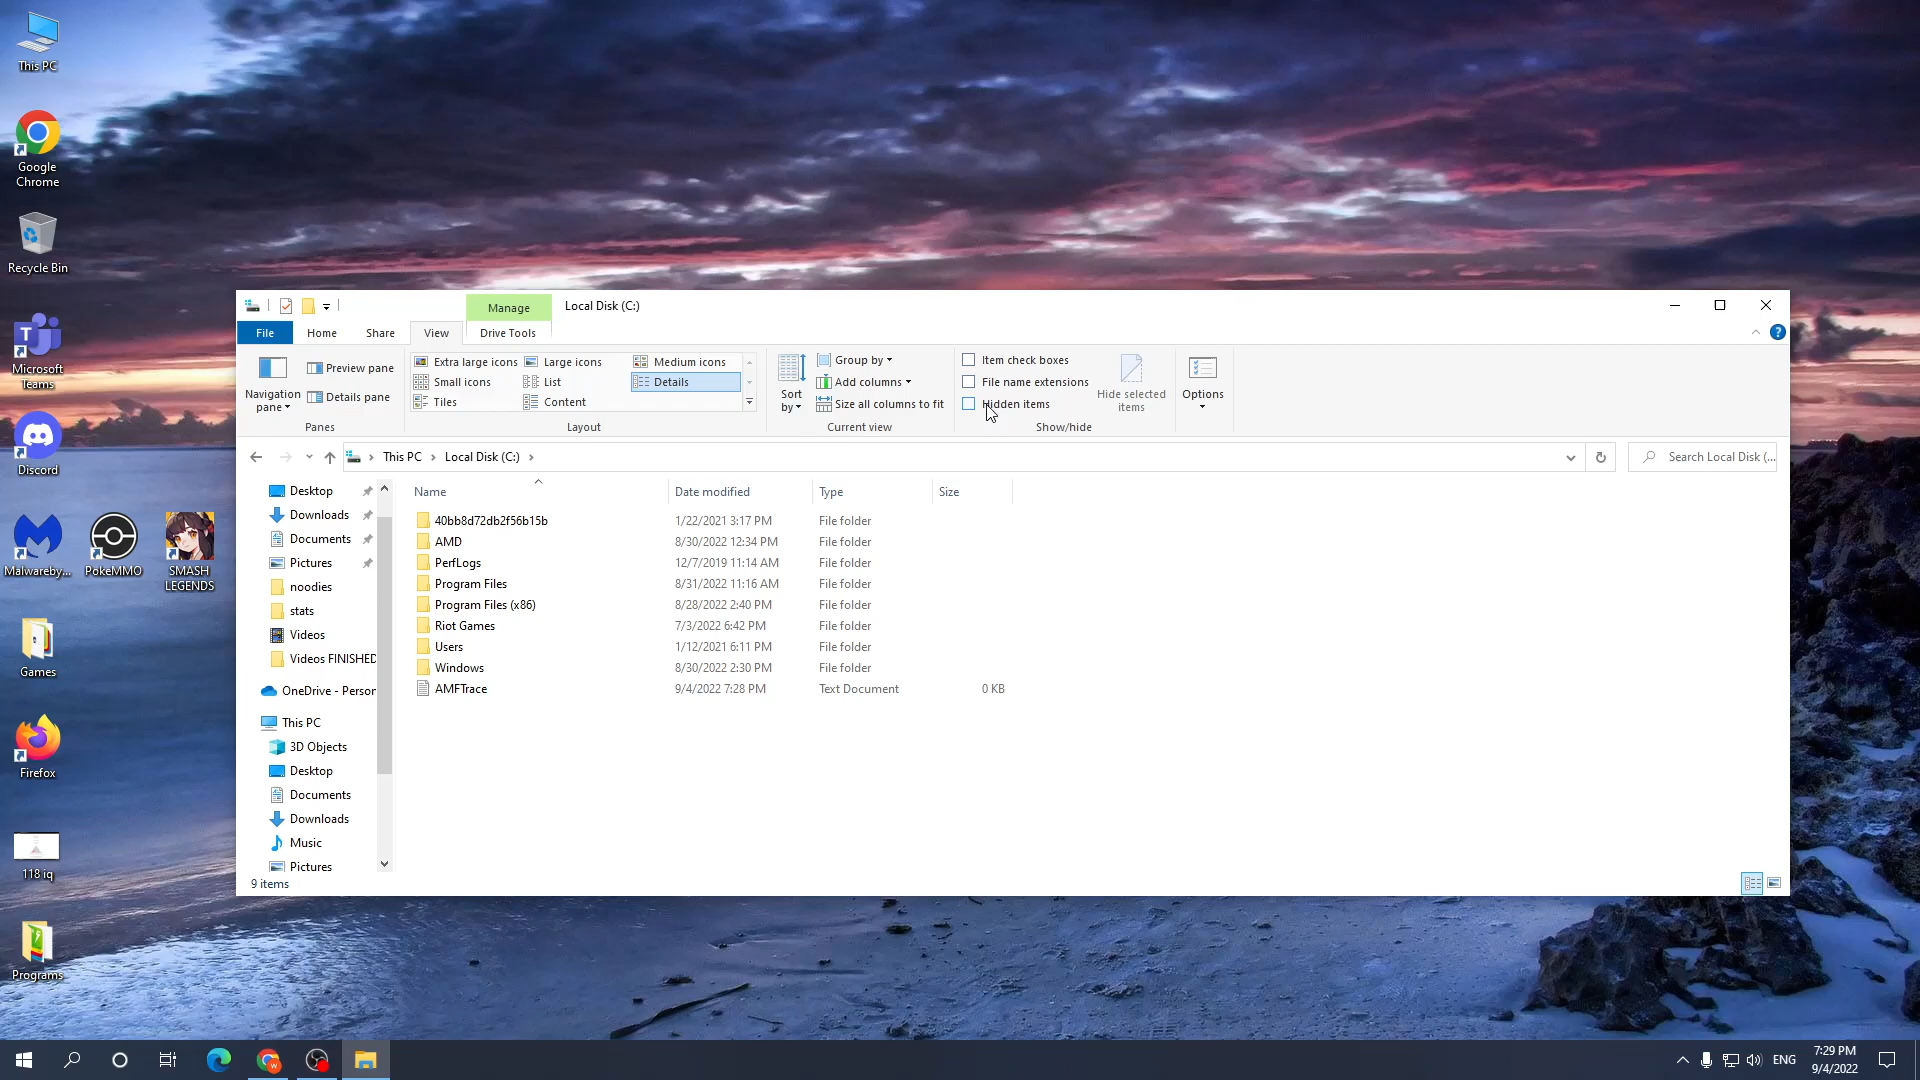 This PC
Google
Chrome
Recycle Bin
Microsoft
Teams
Discord
Malwareby...
PokeMMO
SMASH
LEGENDS
Games
Firefox
118 iq
Programs
Manage
Local Disk (C:)
File
Home
Share
View
Drive Tools
Navigation
pane
Preview pane
Details pane
Panes
Extra large icons
Large icons
Medium icons
Small icons
List
Details
Tiles
Content
Layout
Sort
by
Group by
Add columns
Size all columns to fit
Current view
Item check boxes
File name extensions
Hidden items
Hide selected
items
Show/hide
Options
This PC
Local Disk (C:)
Search Local Disk (...
Desktop
Downloads
Documents
Pictures
noodies
stats
Videos
Videos FINISHED
OneDrive - Person
This PC
3D Objects
Desktop
Documents
Downloads
Music
Pictures
Name Date modified Type Size
40bb8d72db2f56b15b 1/22/2021 3:17 PM File folder
AMD 8/30/2022 12:34 PM File folder
PerfLogs 12/7/2019 11:14 AM File folder
Program Files 8/31/2022 11:16 AM File folder
Program Files (x86) 8/28/2022 2:40 PM File folder
Riot Games 7/3/2022 6:42 PM File folder
Users 1/12/2021 6:11 PM File folder
Windows 8/30/2022 2:30 PM File folder
AMFTrace 9/4/2022 7:28 PM Text Document 0 KB
9 items
ENG
7:29 PM
9/4/2022